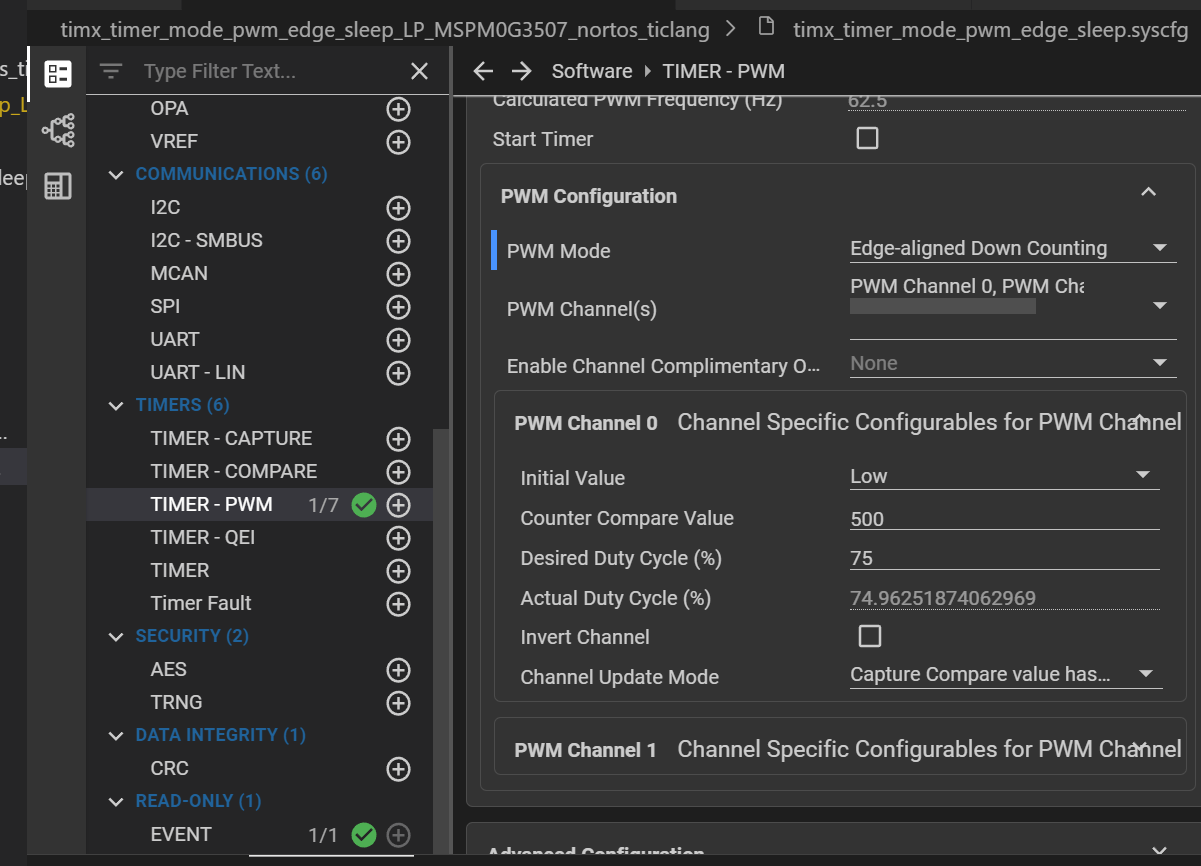 timx_timer_mode_pwm_edge_sleep_LP_MSPM0G3507_nortos_ticlang > timx_timer_mode_pwm_edge_sleep.syscfg
Type Filter Text...
OPA
VREF
COMMUNICATIONS (6)
I2C
I2C - SMBUS
MCAN
SPI
UART
UART - LIN
TIMERS (6)
TIMER - CAPTURE
TIMER - COMPARE
TIMER - PWM 1/7
TIMER - QEI
TIMER
Timer Fault
SECURITY (2)
AES
TRNG
DATA INTEGRITY (1)
CRC
READ-ONLY (1)
EVENT 1/1
Software ▸ TIMER - PWM
Calculated PWM Frequency (Hz) 62.5
Start Timer
PWM Configuration
PWM Mode Edge-aligned Down Counting
PWM Channel(s) PWM Channel 0, PWM Cha
Enable Channel Complimentary O... None
PWM Channel 0 Channel Specific Configurables for PWM Channel
Initial Value Low
Counter Compare Value 500
Desired Duty Cycle (%) 75
Actual Duty Cycle (%) 74.96251874062969
Invert Channel
Channel Update Mode Capture Compare value has...
PWM Channel 1 Channel Specific Configurables for PWM Channel
Advanced Configuration